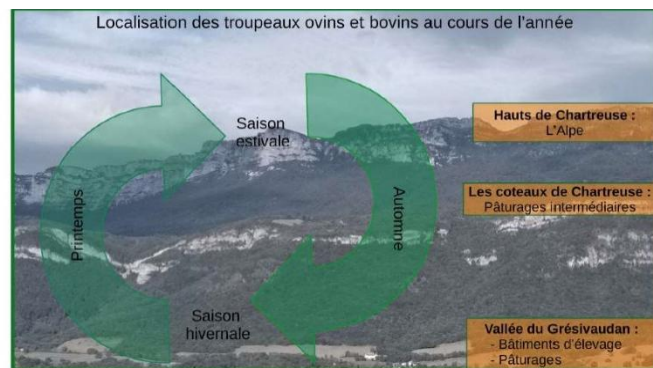 Localisation des troupeaux ovins et bovins au cours de l'année
Saison
estivale
Hauts de Chartreuse :
L'Alpe
Printemps
Automne
Les coteaux de Chartreuse :
Pâturages intermédiaires
Saison
hivernale
Vallée du Grésivaudan :
- Bâtiments d'élevage
- Pâturages